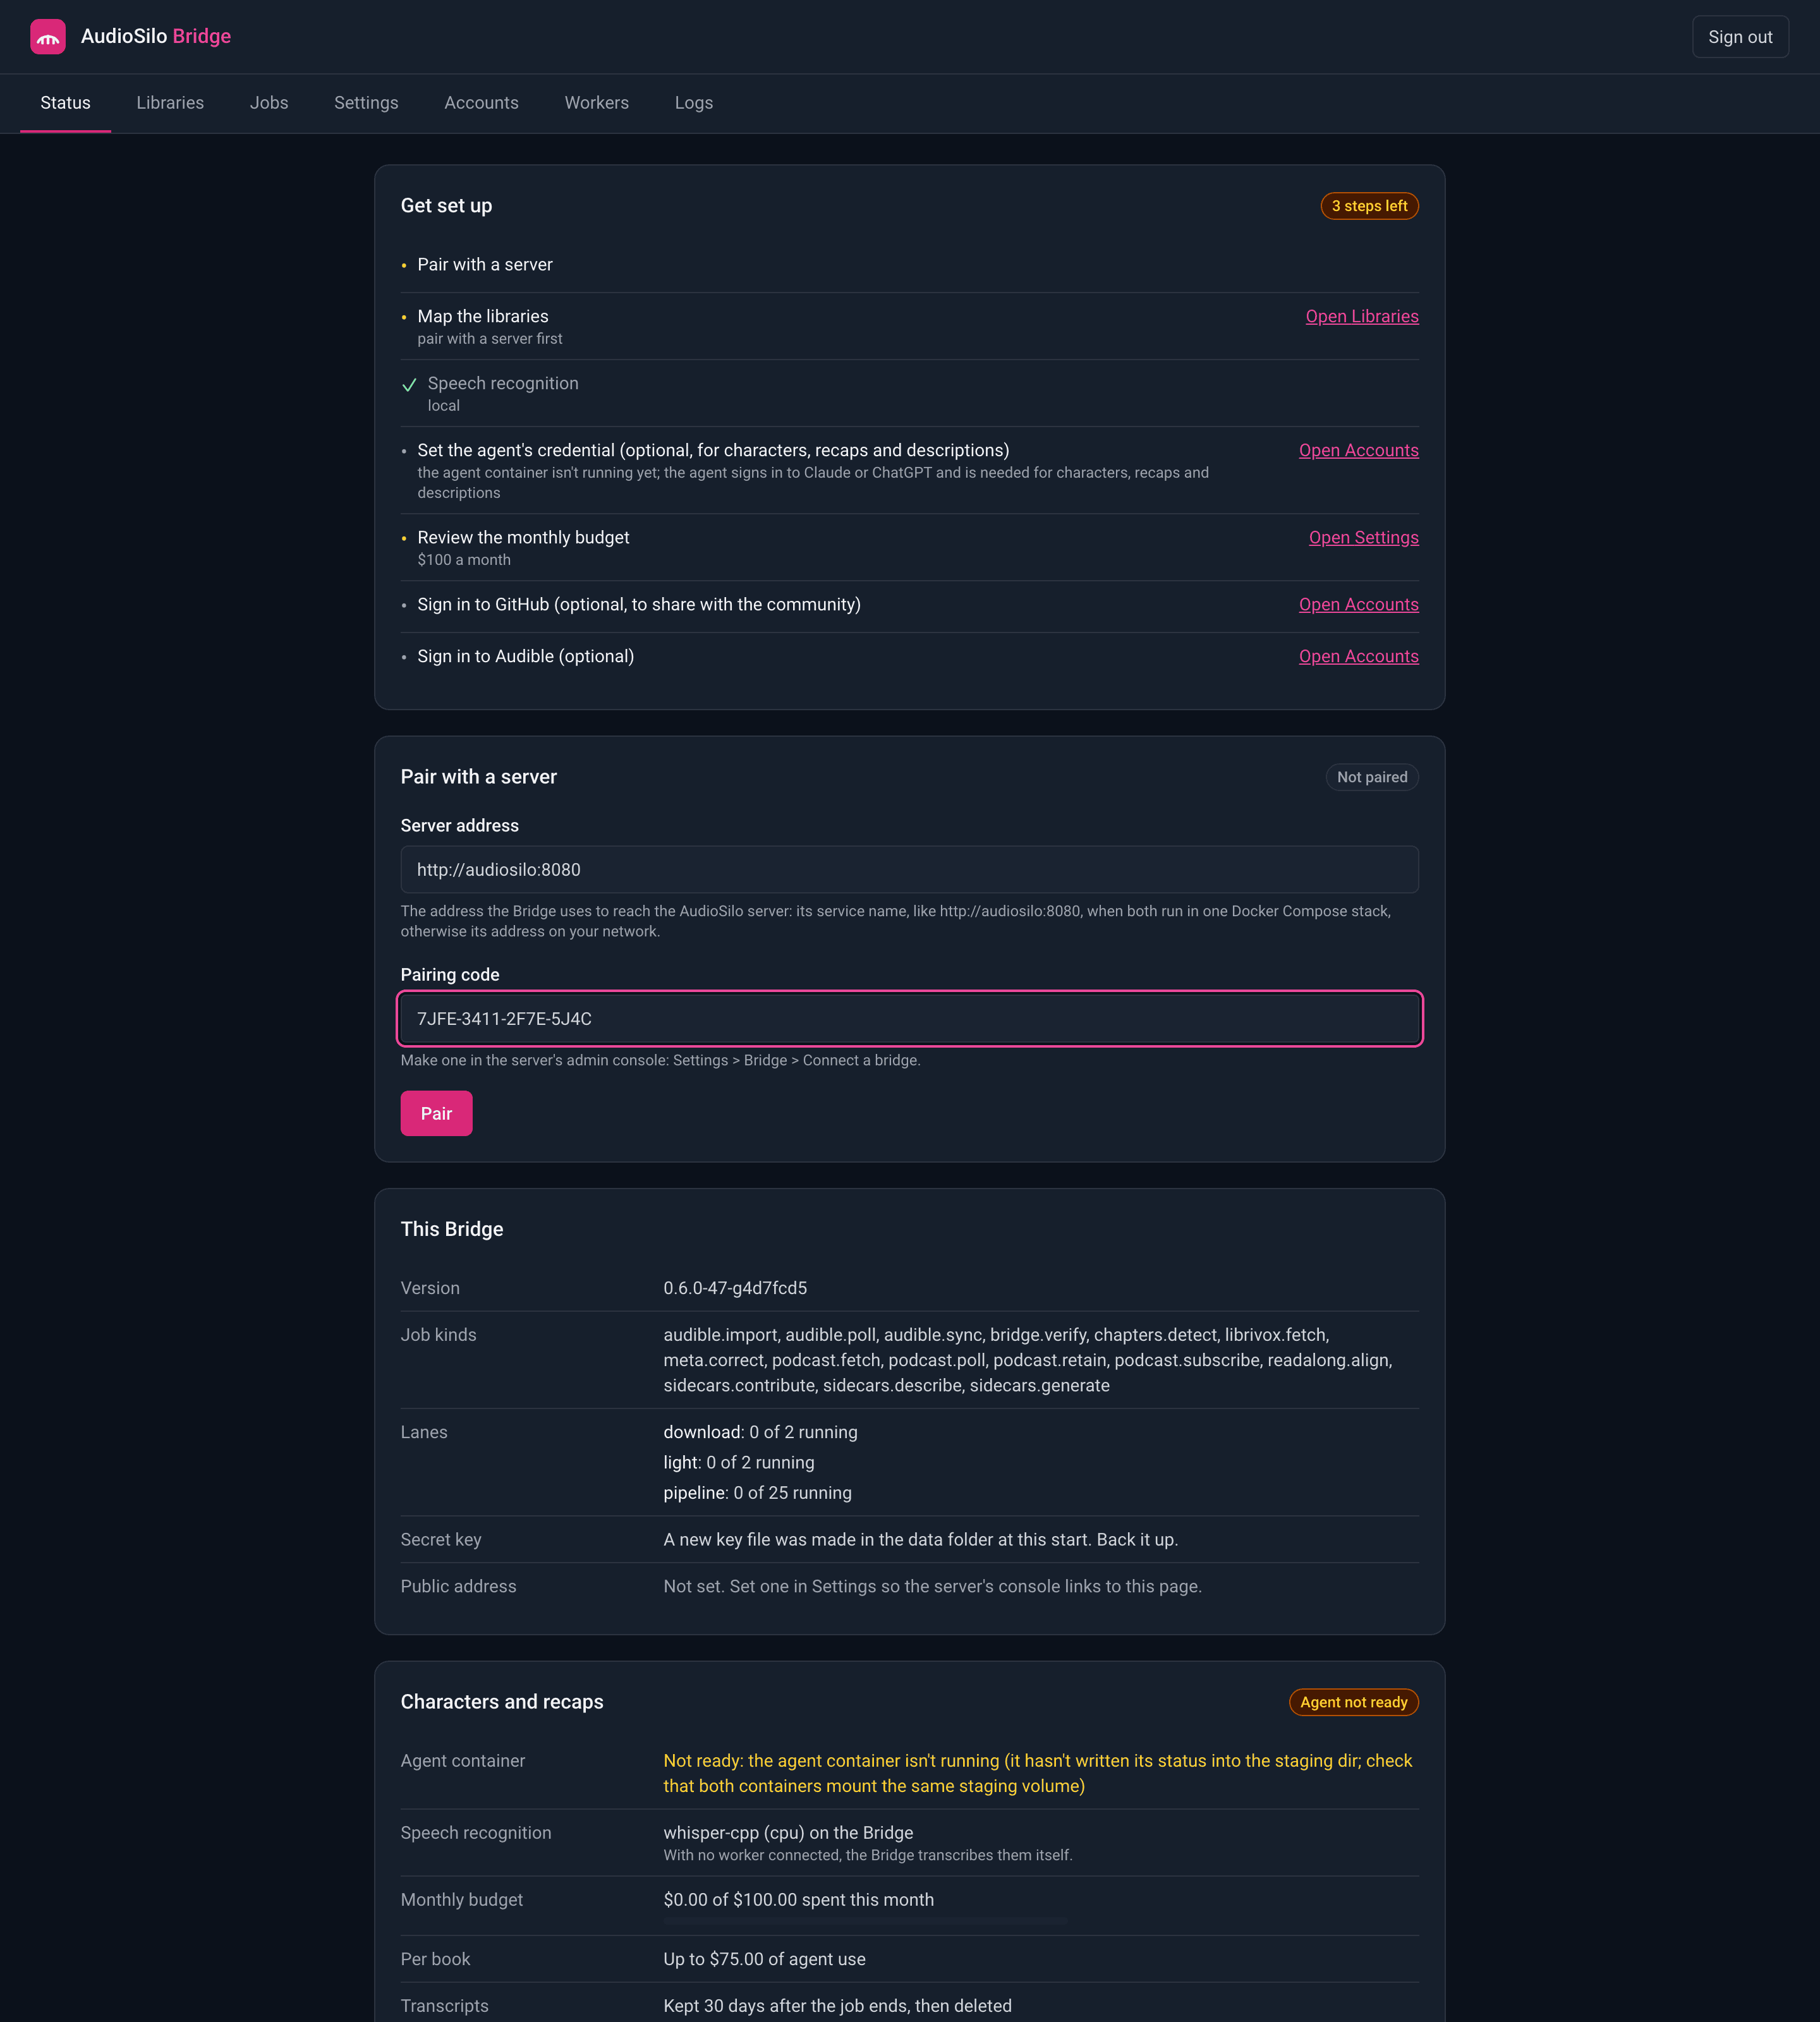 AudioSilo Bridge
Sign out
Status
Libraries
Jobs
Settings
Accounts
Workers
Logs
Get set up
3 steps left
Pair with a server
Map the libraries
Open Libraries
pair with a server first
Speech recognition
local
Set the agent's credential (optional, for characters, recaps and descriptions)
Open Accounts
the agent container isn't running yet; the agent signs in to Claude or ChatGPT and is needed for characters, recaps and
descriptions
Review the monthly budget
Open Settings
$100 a month
Sign in to GitHub (optional, to share with the community)
Open Accounts
Sign in to Audible (optional)
Open Accounts
Pair with a server
Not paired
Server address
http://audiosilo:8080
The address the Bridge uses to reach the AudioSilo server: its service name, like http://audiosilo:8080, when both run in one Docker Compose stack,
otherwise its address on your network.
Pairing code
7JFE-3411-2F7E-5J4C
Make one in the server's admin console: Settings > Bridge > Connect a bridge.
Pair
This Bridge
Version
0.6.0-47-g4d7fcd5
Job kinds
audible.import, audible.poll, audible.sync, bridge.verify, chapters.detect, librivox.fetch,
meta.correct, podcast.fetch, podcast.poll, podcast.retain, podcast.subscribe, readalong.align,
sidecars.contribute, sidecars.describe, sidecars.generate
Lanes
download: 0 of 2 running
light: 0 of 2 running
pipeline: 0 of 25 running
Secret key
A new key file was made in the data folder at this start. Back it up.
Public address
Not set. Set one in Settings so the server's console links to this page.
Characters and recaps
Agent not ready
Agent container
Not ready: the agent container isn't running (it hasn't written its status into the staging dir; check
that both containers mount the same staging volume)
Speech recognition
whisper-cpp (cpu) on the Bridge
With no worker connected, the Bridge transcribes them itself.
Monthly budget
$0.00 of $100.00 spent this month
Per book
Up to $75.00 of agent use
Transcripts
Kept 30 days after the job ends, then deleted